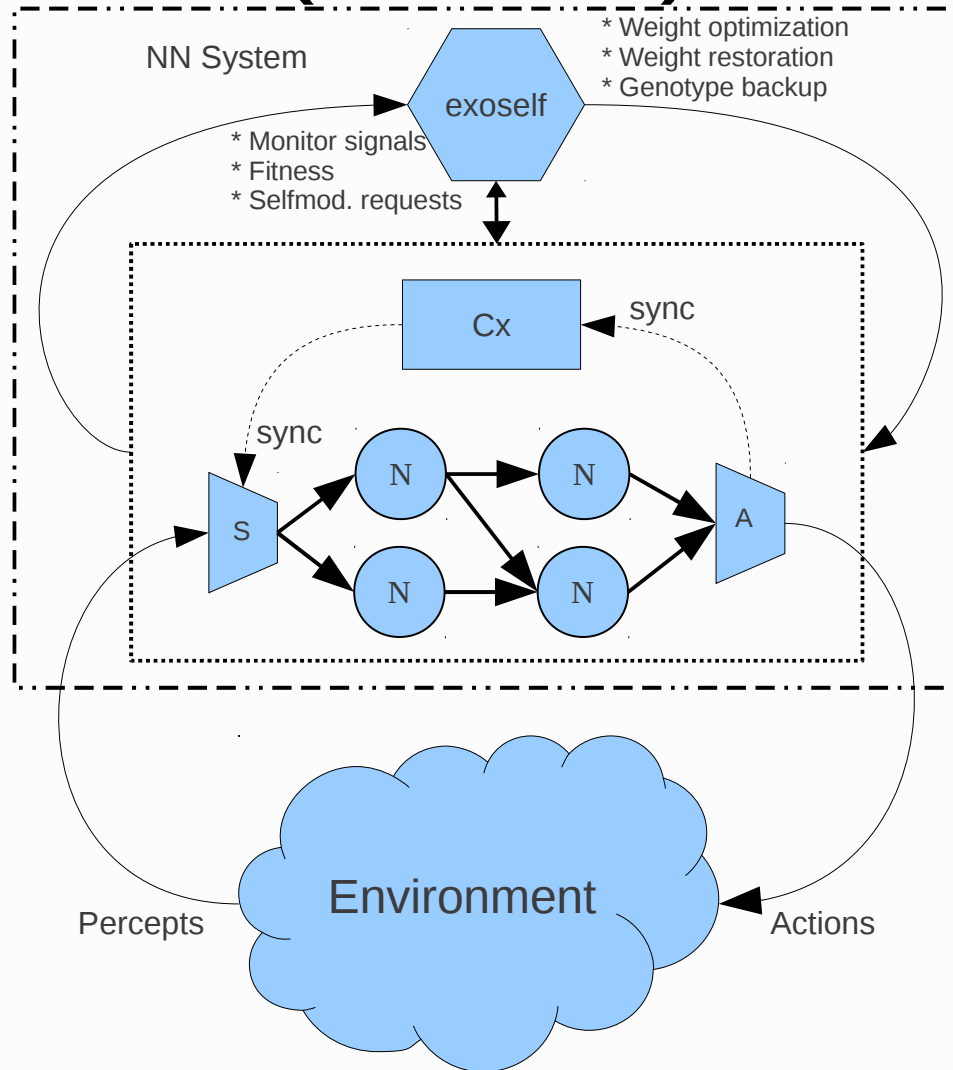 NN System
* Weight optimization
* Weight restoration
* Genotype backup
exoself
* Monitor signals
* Fitness
* Selfmod. requests
Cx
sync
sync
N
N
S
A
N
N
Environment
Percepts
Actions